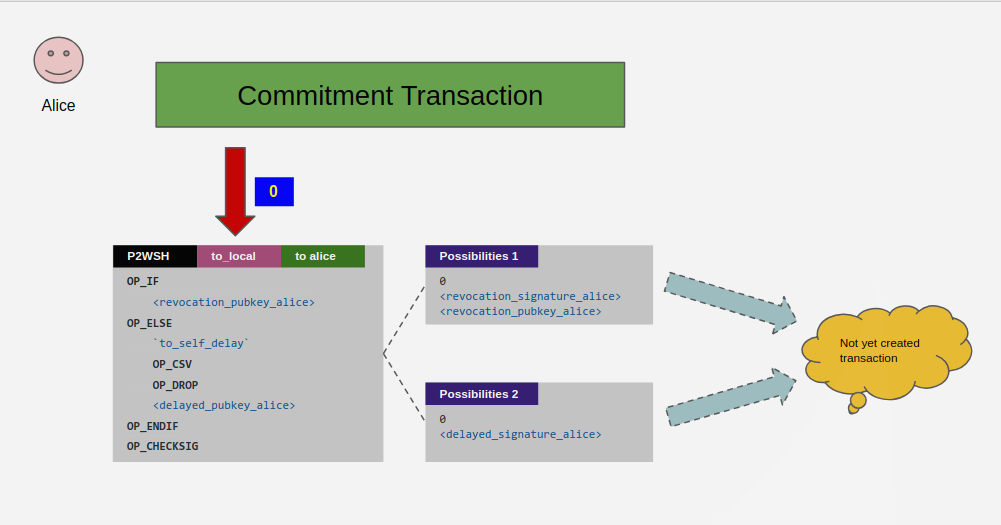 Alice
Commitment Transaction
0
P2WSH to_local to alice
OP_IF
<revocation_pubkey_alice>
OP_ELSE
`to_self_delay`
OP_CSV
OP_DROP
<delayed_pubkey_alice>
OP_ENDIF
OP_CHECKSIG
Possibilities 1
0
<revocation_signature_alice>
<revocation_pubkey_alice>
Possibilities 2
0
<delayed_signature_alice>
Not yet created
transaction